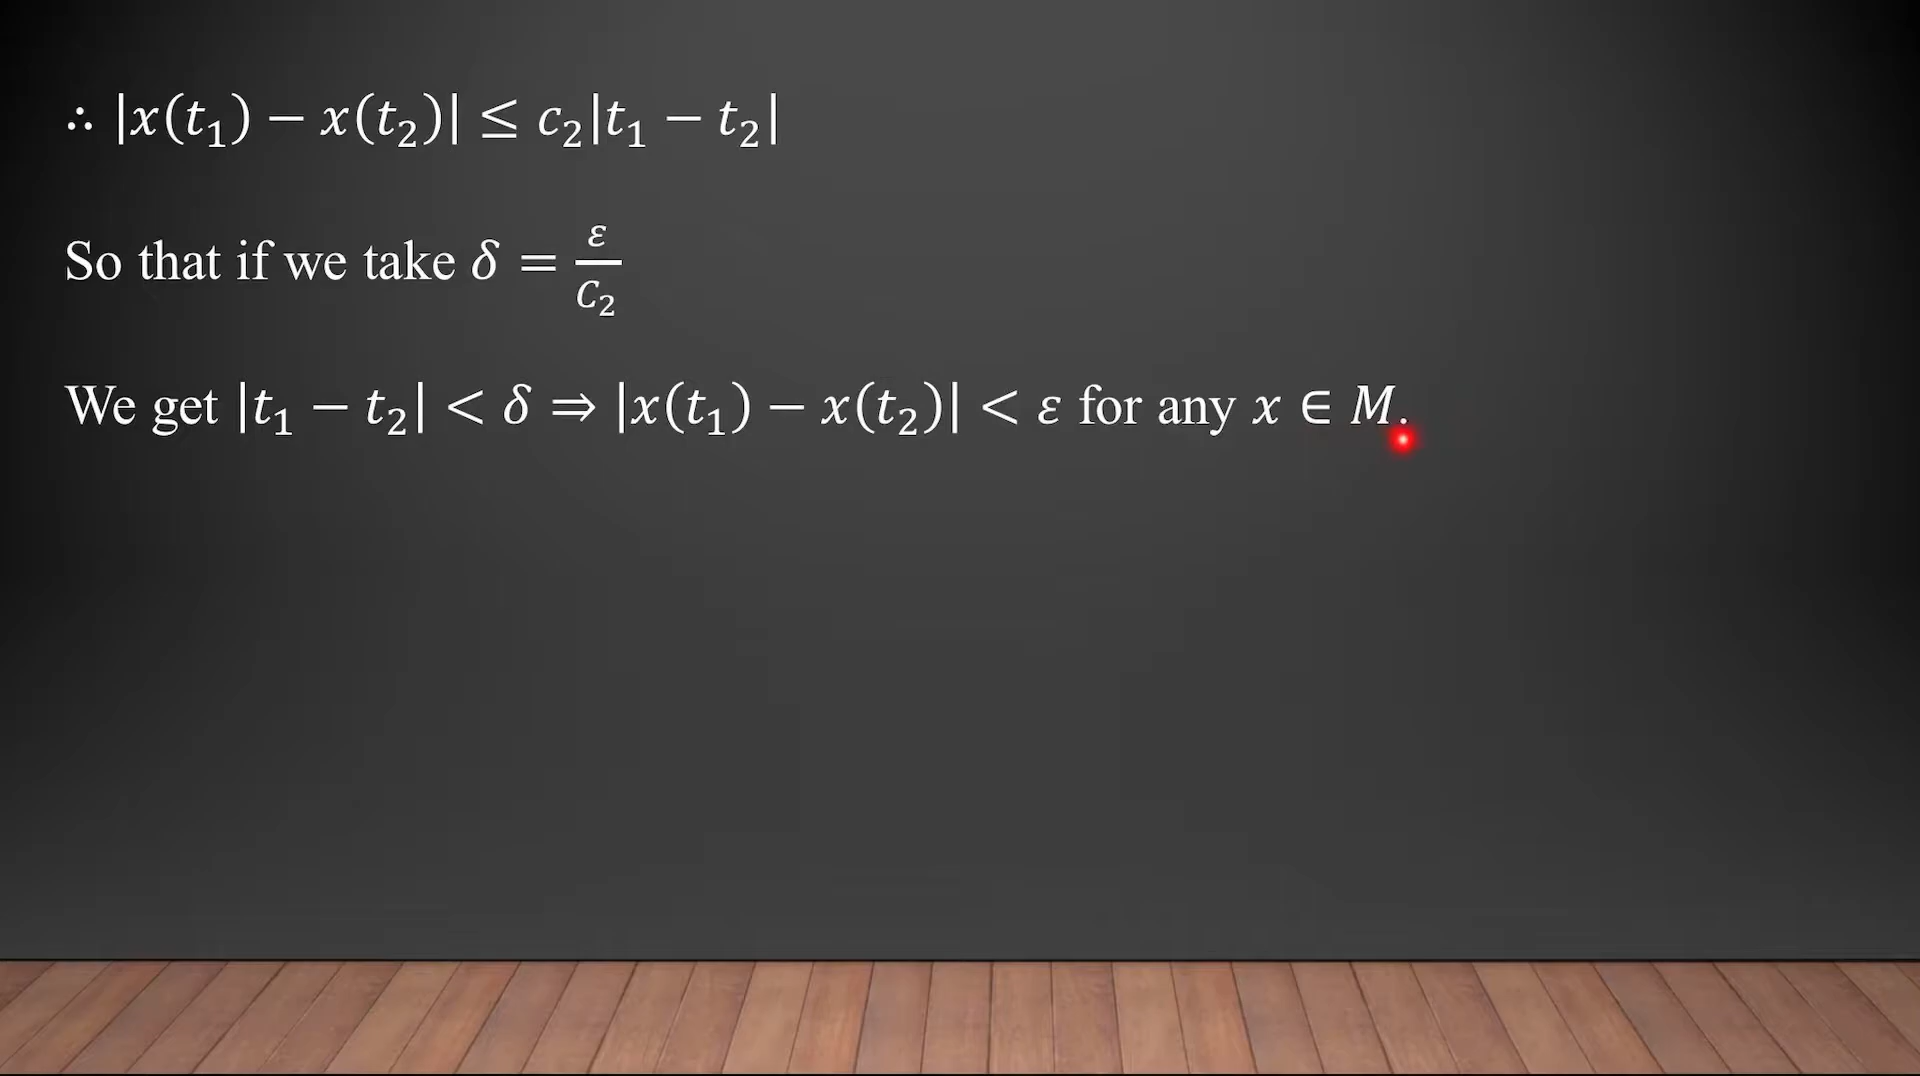 ∴ |x(t₁) − x(t₂)| ≤ c₂|t₁ − t₂|
So that if we take δ = ε/C₂
We get |t₁ − t₂| < δ ⇒ |x(t₁) − x(t₂)| < ε for any x ∈ M.